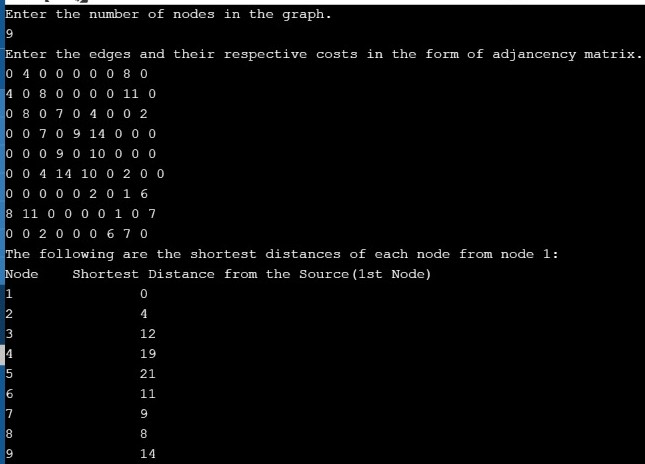 Enter the number of nodes in the graph.
9
Enter the edges and their respective costs in the form of adjancency matrix.
0 4 0 0 0 0 0 8 0
4 0 8 0 0 0 0 11 0
0 8 0 7 0 4 0 0 2
0 0 7 0 9 14 0 0 0
0 0 0 9 0 10 0 0 0
0 0 4 14 10 0 2 0 0
0 0 0 0 0 2 0 1 6
8 11 0 0 0 0 1 0 7
0 0 2 0 0 0 6 7 0
The following are the shortest distances of each node from node 1:
Node Shortest Distance from the Source(1st Node)
1 0
2 4
3 12
4 19
5 21
6 11
7 9
8 8
9 14